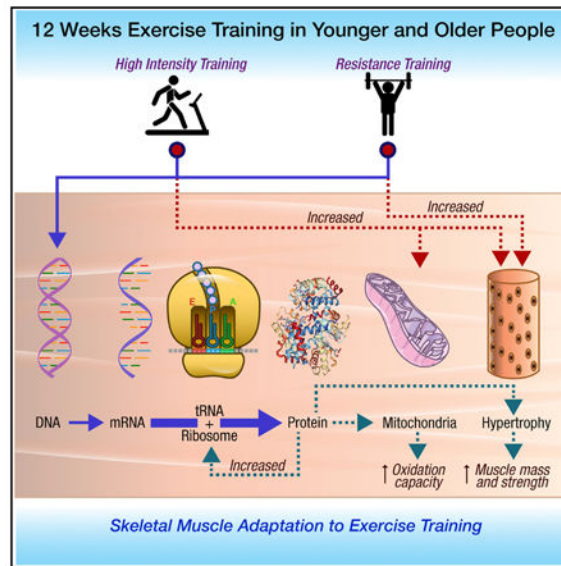 12 Weeks Exercise Training in Younger and Older People
High Intensity Training
Resistance Training
Increased
Increased
E
A
DNA
mRNA
tRNA
+
Ribosome
Protein
Mitochondria
Hypertrophy
Increased
↑ Oxidation
capacity
↑ Muscle mass
and strength
Skeletal Muscle Adaptation to Exercise Training